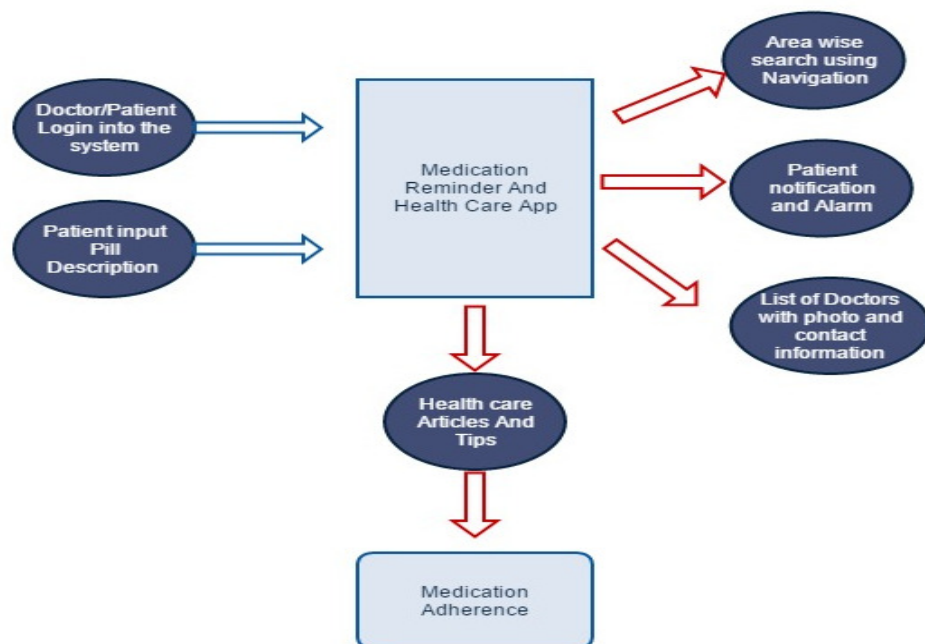 Doctor/Patient
Login into the
system
Patient input
Pill
Description
Medication
Reminder And
Health Care App
Area wise
search using
Navigation
Patient
notification
and Alarm
List of Doctors
with photo and
contact
information
Health care
Articles And
Tips
Medication
Adherence